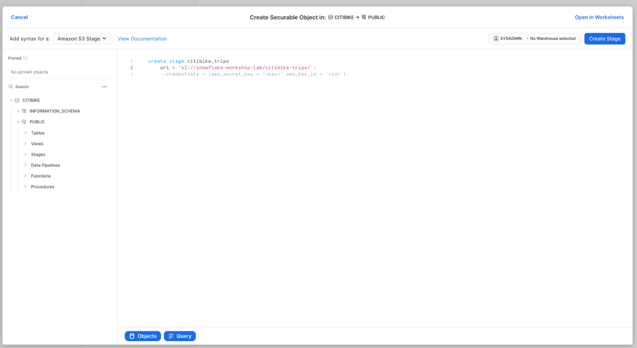 Cancel
Create Securable Object in: CITIBIKE → PUBLIC
Open in Worksheets
Add syntax for a: Amazon S3 Stage
View Documentation
SYSADMIN · No Warehouse selected
Create Stage
Pinned (0)
No pinned objects
Search
CITIBIKE
INFORMATION_SCHEMA
PUBLIC
Tables
Views
Stages
Data Pipelines
Functions
Procedures
1 create stage citibike_trips
2 url = 's3://snowflake-workshop-lab/citibike-trips/';
3 --credentials = (aws_secret_key = '<key>' aws_key_id = '<id>');
Objects
Query